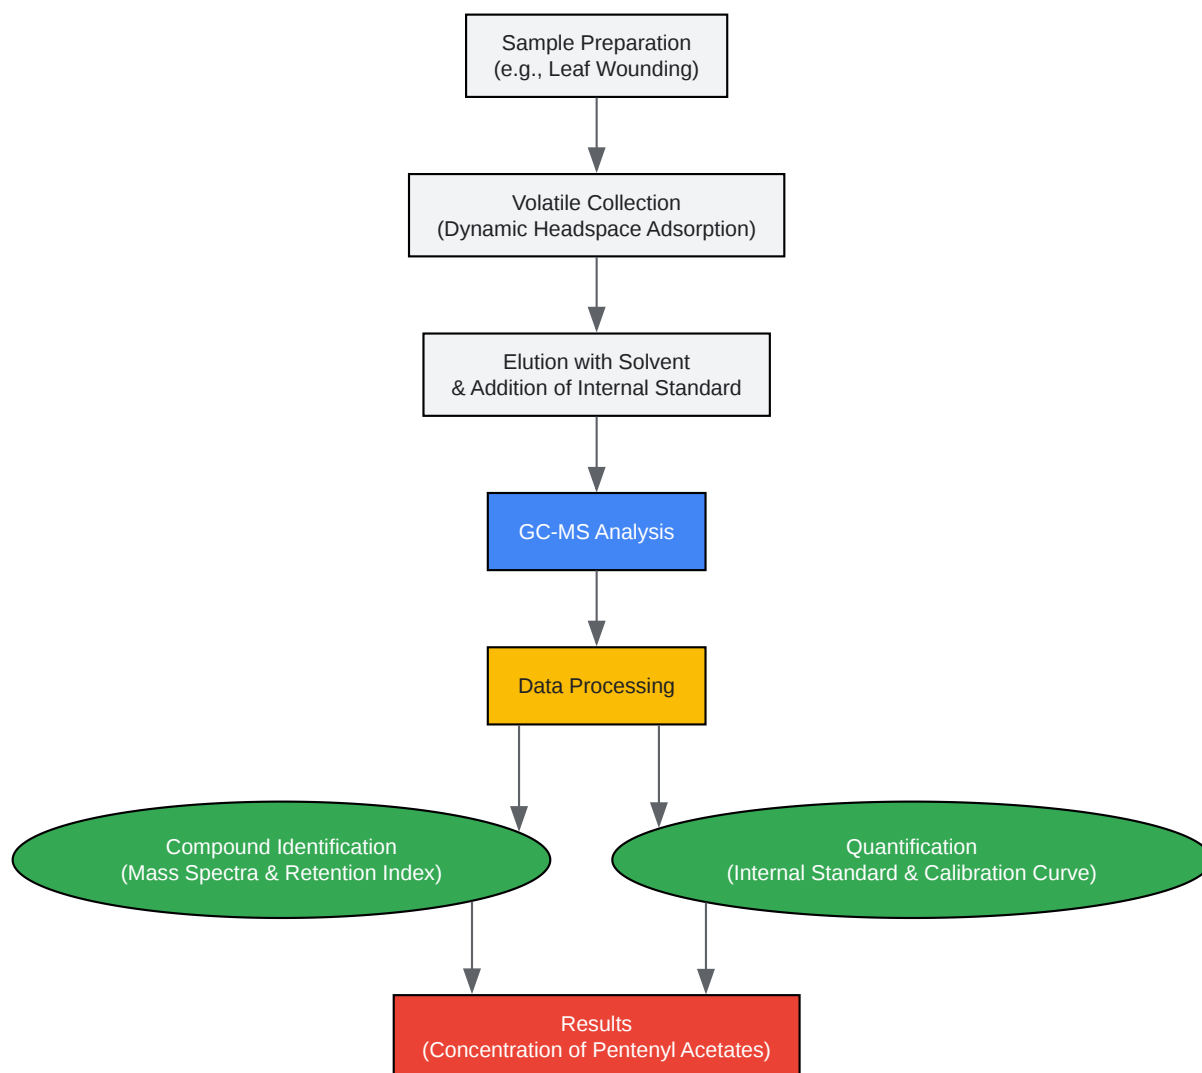 Sample Preparation
(e.g., Leaf Wounding)
Volatile Collection
(Dynamic Headspace Adsorption)
Elution with Solvent
& Addition of Internal Standard
GC-MS Analysis
Data Processing
Compound Identification
(Mass Spectra & Retention Index)
Quantification
(Internal Standard & Calibration Curve)
Results
(Concentration of Pentenyl Acetates)